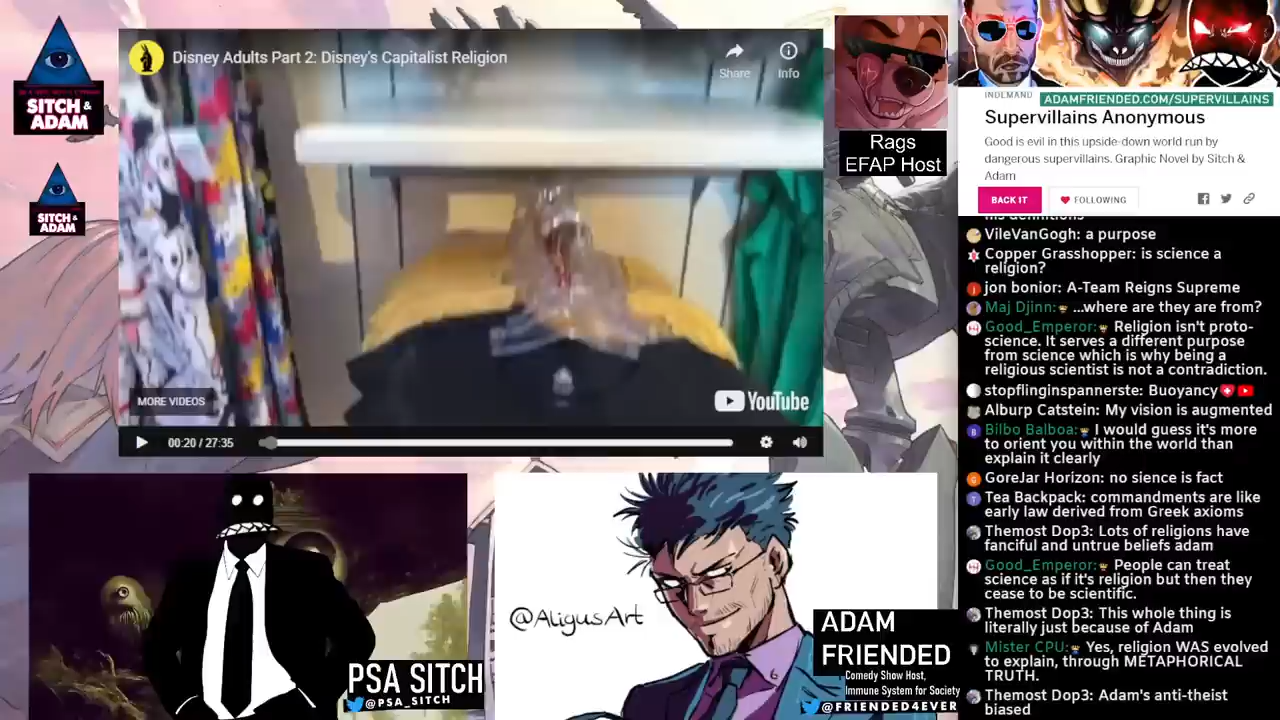 SITCH &
ADAM
SITCH &
ADAM
Disney Adults Part 2: Disney's Capitalist Religion
Share
Info
MORE VIDEOS
YouTube
00:20 / 27:35
Rags
EFAP Host
INDEMAND
ADAMFRIENDED.COM/SUPERVILLAINS
Supervillains Anonymous
Good is evil in this upside-down world run by
dangerous supervillains. Graphic Novel by Sitch &
Adam
BACK IT
FOLLOWING
his definitions
VileVanGogh: a purpose
Copper Grasshopper: is science a
religion?
jon bonior: A-Team Reigns Supreme
Maj Djinn: ...where are they are from?
Good_Emperor: Religion isn't proto-
science. It serves a different purpose
from science which is why being a
religious scientist is not a contradiction.
stopflinginspannerste: Buoyancy
Alburp Catstein: My vision is augmented
Bilbo Balboa: I would guess it's more
to orient you within the world than
explain it clearly
GoreJar Horizon: no sience is fact
Tea Backpack: commandments are like
early law derived from Greek axioms
Themost Dop3: Lots of religions have
fanciful and untrue beliefs adam
Good_Emperor: People can treat
science as if it's religion but then they
cease to be scientific.
Themost Dop3: This whole thing is
literally just because of Adam
Mister CPU: Yes, religion WAS evolved
to explain, through METAPHORICAL
TRUTH.
Themost Dop3: Adam's anti-theist
biased
PSA SITCH
@PSA_SITCH
@AligusArt
ADAM
FRIENDED
Comedy Show Host,
Immune System for Society
@FRIENDED4EVER